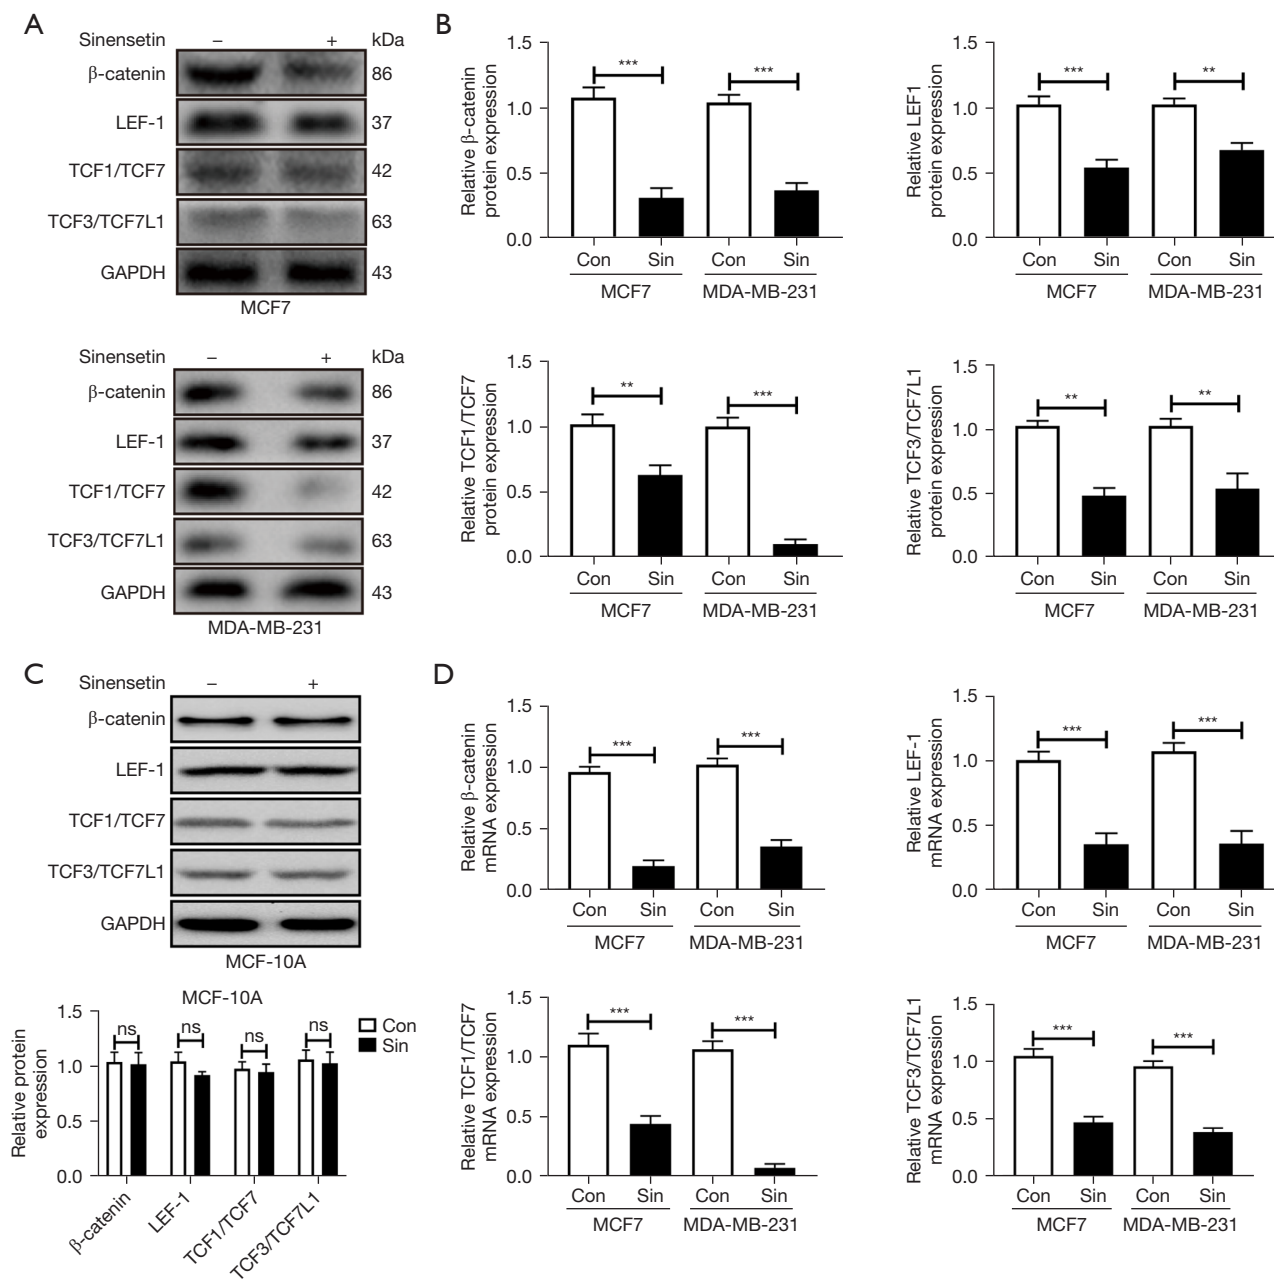 A
Sinensetin – + kDa
β-catenin 86
LEF-1 37
TCF1/TCF7 42
TCF3/TCF7L1 63
GAPDH 43
MCF7
Sinensetin – + kDa
β-catenin 86
LEF-1 37
TCF1/TCF7 42
TCF3/TCF7L1 63
GAPDH 43
MDA-MB-231
B
Relative β-catenin
protein expression
1.5
1.0
0.5
0.0
*** ***
Con Sin Con Sin
MCF7 MDA-MB-231
Relative LEF1
protein expression
1.5
1.0
0.5
0.0
*** **
Con Sin Con Sin
MCF7 MDA-MB-231
Relative TCF1/TCF7
protein expression
1.5
1.0
0.5
0.0
** ***
Con Sin Con Sin
MCF7 MDA-MB-231
Relative TCF3/TCF7L1
protein expression
1.5
1.0
0.5
0.0
** **
Con Sin Con Sin
MCF7 MDA-MB-231
C
Sinensetin – +
β-catenin
LEF-1
TCF1/TCF7
TCF3/TCF7L1
GAPDH
MCF-10A
MCF-10A
Relative protein
expression
1.5
1.0
0.5
0.0
ns ns ns ns
Con
Sin
β-catenin
LEF-1
TCF1/TCF7
TCF3/TCF7L1
D
Relative β-catenin
mRNA expression
1.5
1.0
0.5
0.0
*** ***
Con Sin Con Sin
MCF7 MDA-MB-231
Relative LEF-1
mRNA expression
1.5
1.0
0.5
0.0
*** ***
Con Sin Con Sin
MCF7 MDA-MB-231
Relative TCF1/TCF7
mRNA expression
1.5
1.0
0.5
0.0
*** ***
Con Sin Con Sin
MCF7 MDA-MB-231
Relative TCF3/TCF7L1
mRNA expression
1.5
1.0
0.5
0.0
*** ***
Con Sin Con Sin
MCF7 MDA-MB-231